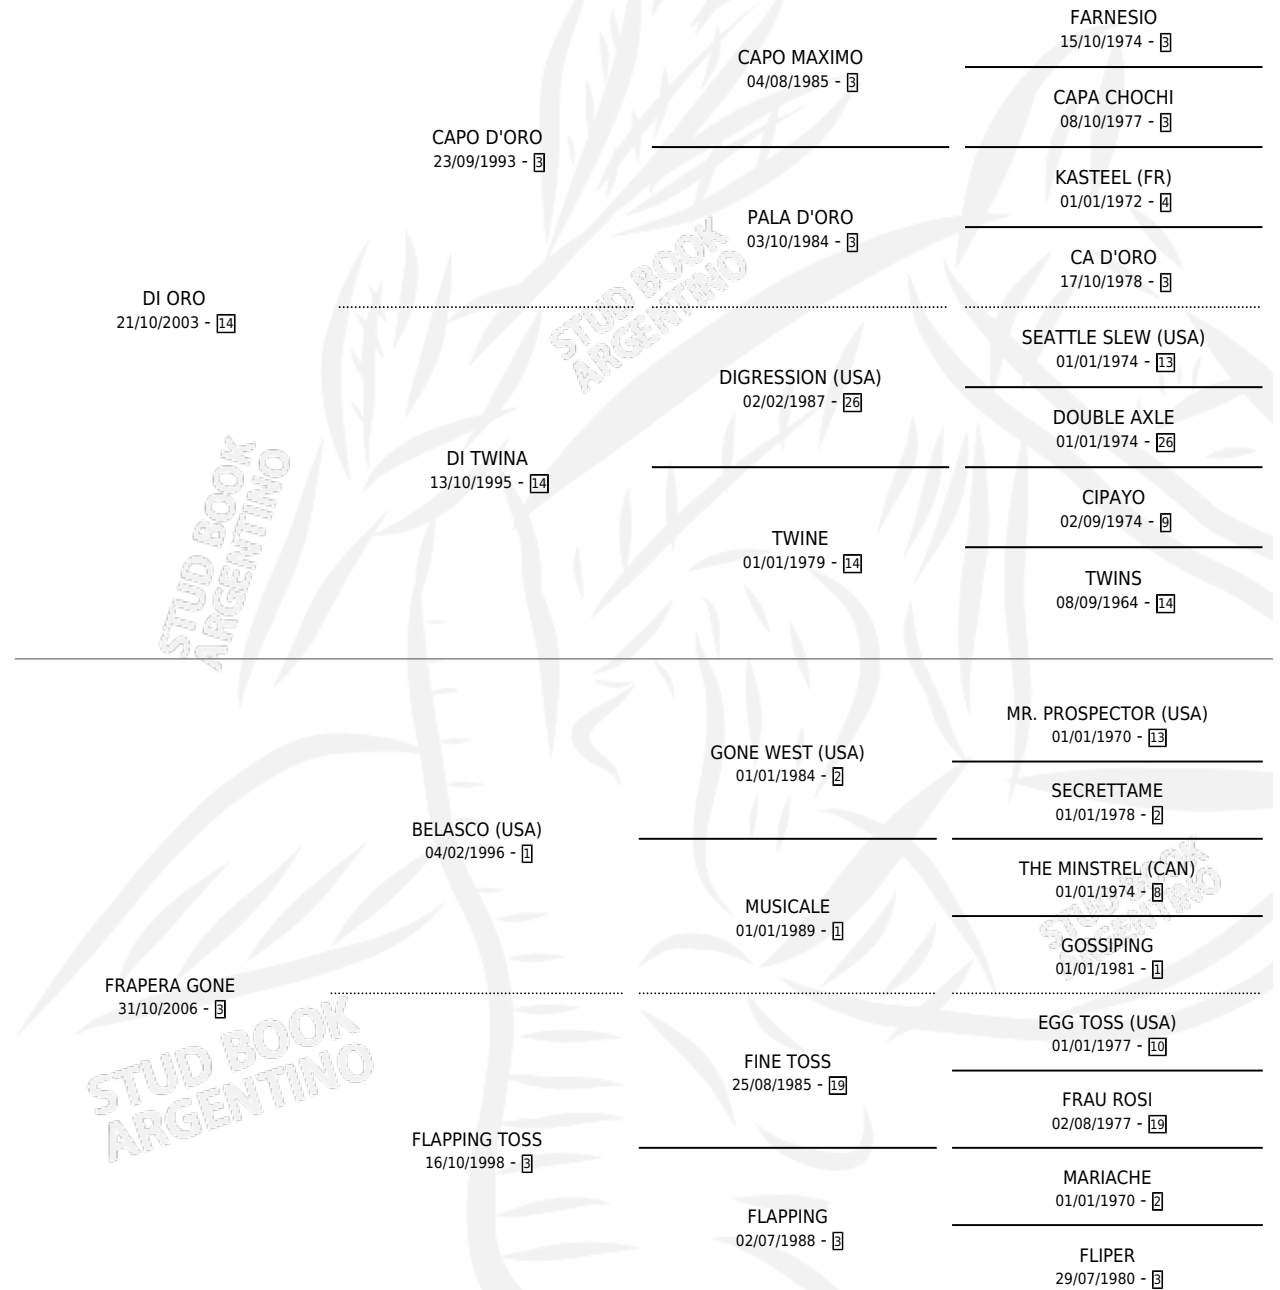 FARNESIO
15/10/1974 - 3
CAPO MAXIMO
04/08/1985 - 3
CAPA CHOCHI
08/10/1977 - 3
CAPO D'ORO
23/09/1993 - 3
KASTEEL (FR)
01/01/1972 - 4
PALA D'ORO
03/10/1984 - 3
CA D'ORO
17/10/1978 - 3
DI ORO
21/10/2003 - 14
STUD BOOK
ARGENTINO
SEATTLE SLEW (USA)
01/01/1974 - 13
DIGRESSION (USA)
02/02/1987 - 26
DOUBLE AXLE
01/01/1974 - 26
DI TWINA
13/10/1995 - 14
CIPAYO
02/09/1974 - 9
TWINE
01/01/1979 - 14
TWINS
08/09/1964 - 14
STUD BOOK
ARGENTINO
MR. PROSPECTOR (USA)
01/01/1970 - 13
GONE WEST (USA)
01/01/1984 - 2
SECRETTAME
01/01/1978 - 2
BELASCO (USA)
04/02/1996 - 1
THE MINSTREL (CAN)
01/01/1974 - 8
MUSICALE
01/01/1989 - 1
GOSSIPING
01/01/1981 - 1
STUD BOOK
ARGENTINO
FRAPERA GONE
31/10/2006 - 3
EGG TOSS (USA)
01/01/1977 - 10
FINE TOSS
25/08/1985 - 19
FRAU ROSI
02/08/1977 - 19
STUD BOOK
ARGENTINO
FLAPPING TOSS
16/10/1998 - 3
MARIACHE
01/01/1970 - 2
FLAPPING
02/07/1988 - 3
FLIPER
29/07/1980 - 3